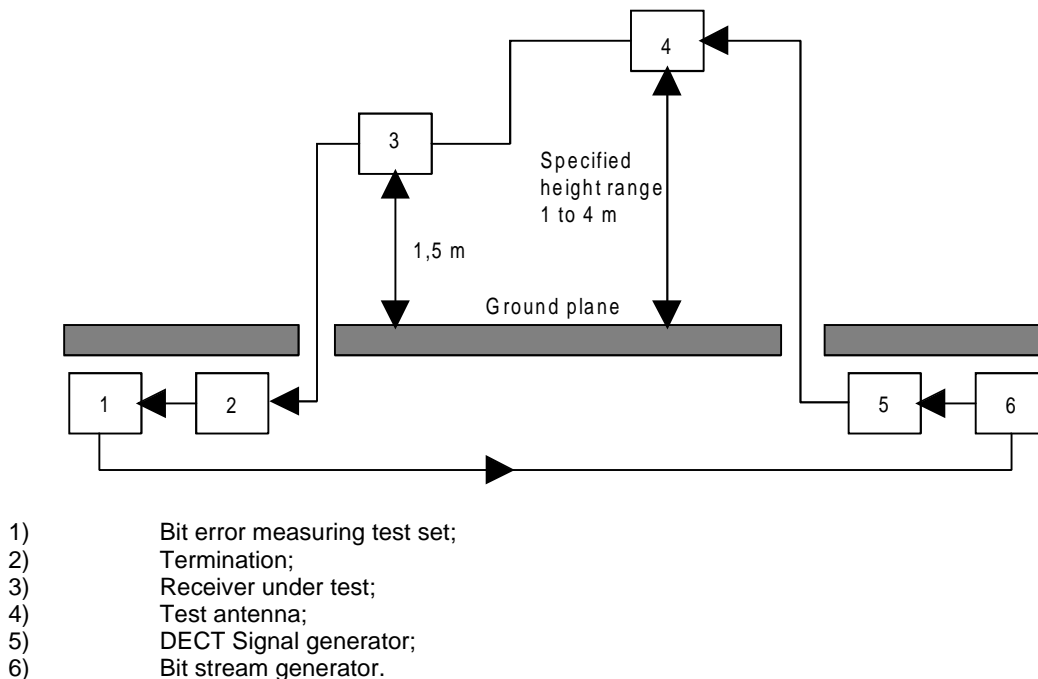 4
3
Specified
height range
1 to 4 m
1,5 m
Ground plane
1 2 5 6
1) Bit error measuring test set;
2) Termination;
3) Receiver under test;
4) Test antenna;
5) DECT Signal generator;
6) Bit stream generator.